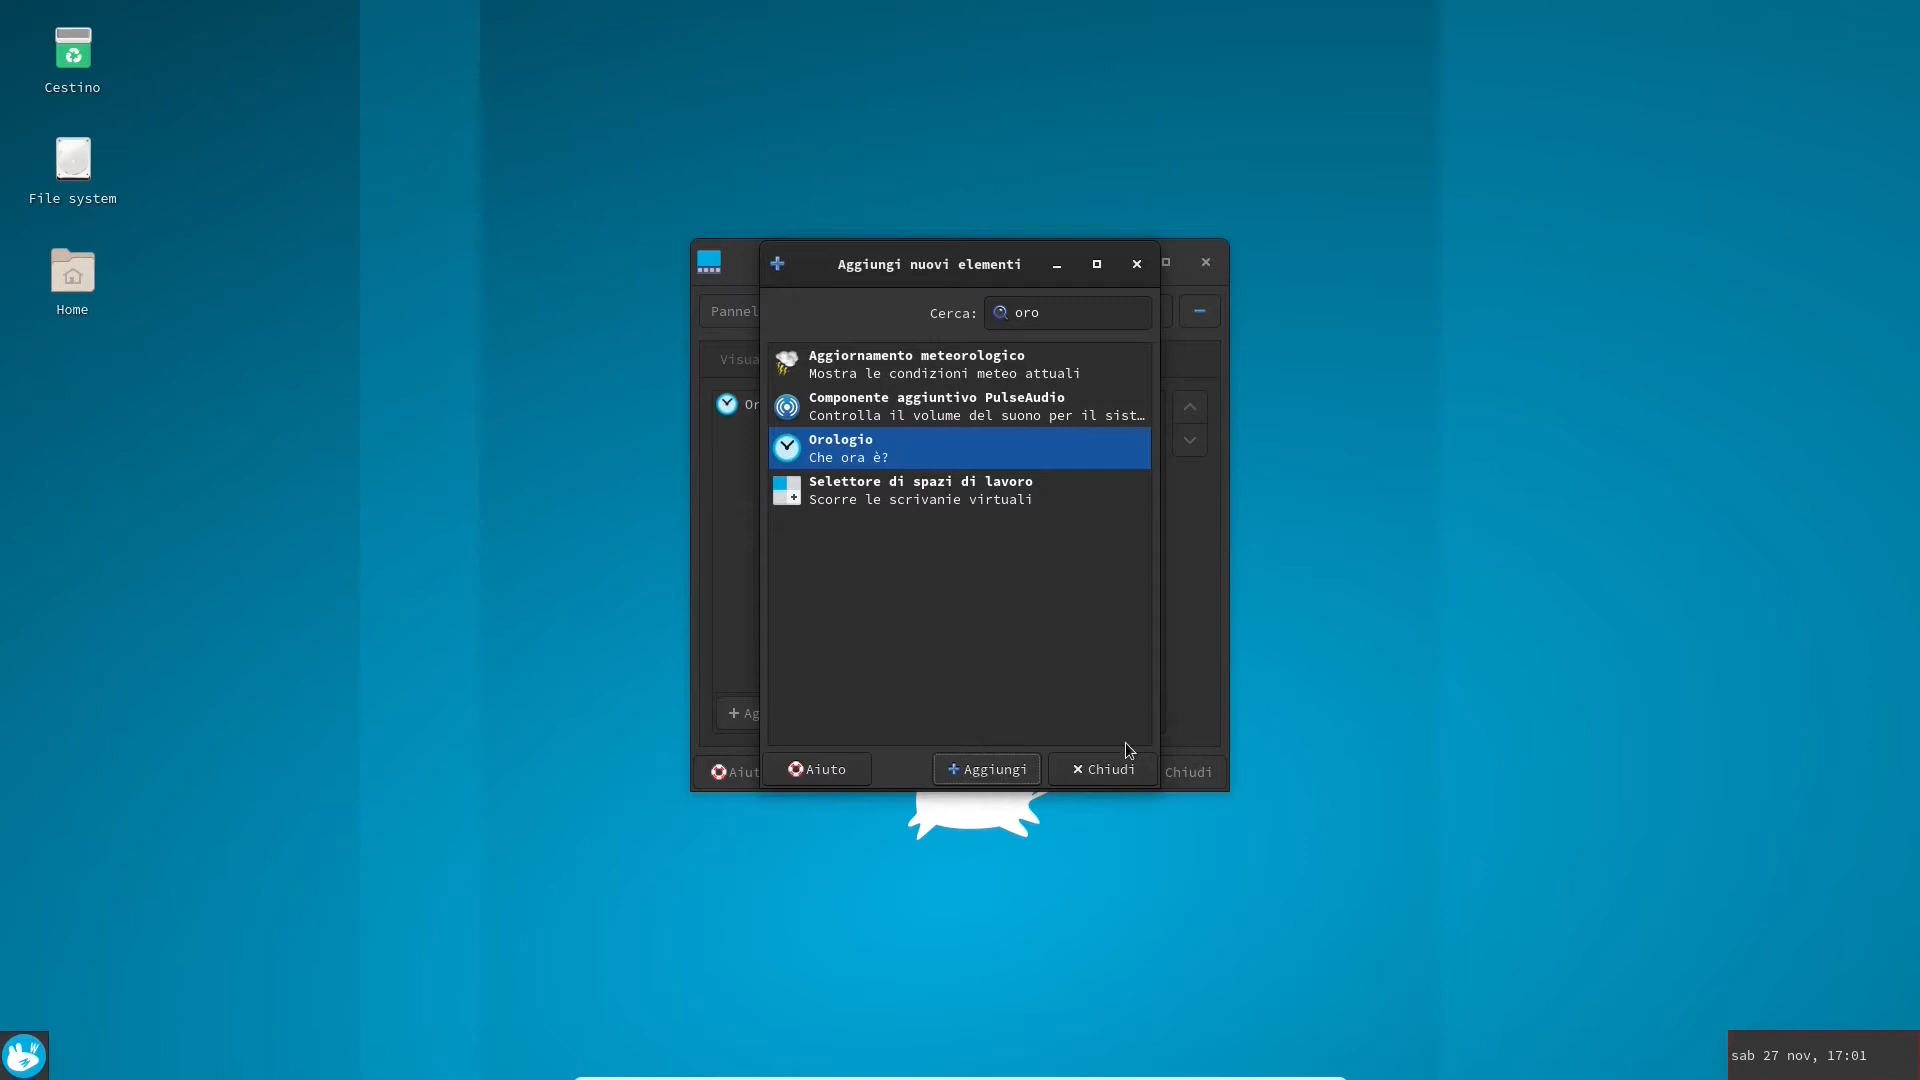 Cestino
File system
Home
Aggiungi nuovi elementi
Cerca: oro
Aggiornamento meteorologico
Mostra le condizioni meteo attuali
Componente aggiuntivo PulseAudio
Controlla il volume del suono per il sist…
Orologio
Che ora è?
Selettore di spazi di lavoro
Scorre le scrivanie virtuali
Aiuto
Aggiungi
Chiudi
Pannel
Visua
Or
Ag
Aiut
Chiudi
sab 27 nov, 17:01